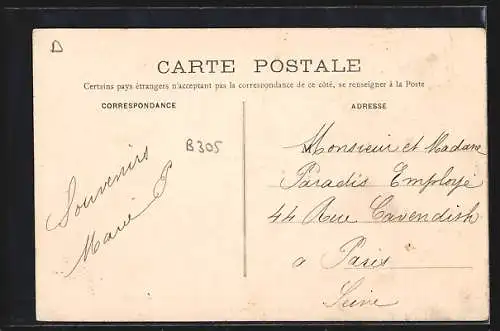 D
CARTE POSTALE
Certains pays étrangers n'acceptant pas la correspondance de ce côté, se renseigner à la Poste
CORRESPONDANCE
B305
Souvenirs
Marie P
ADRESSE
Monsieur et Madame
Paradis Employé
44 Rue Cavendish
a Paris
Seine